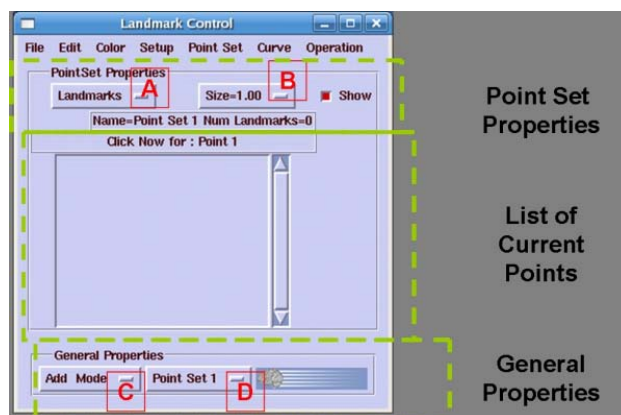 Landmark Control
File Edit Color Setup Point Set Curve Operation
PointSet Properties
Landmarks A Size=1.00 B Show
Name=Point Set 1 Num Landmarks=0
Click Now for : Point 1
General Properties
Add Mode C Point Set 1 D
Point Set
Properties
List of
Current
Points
General
Properties